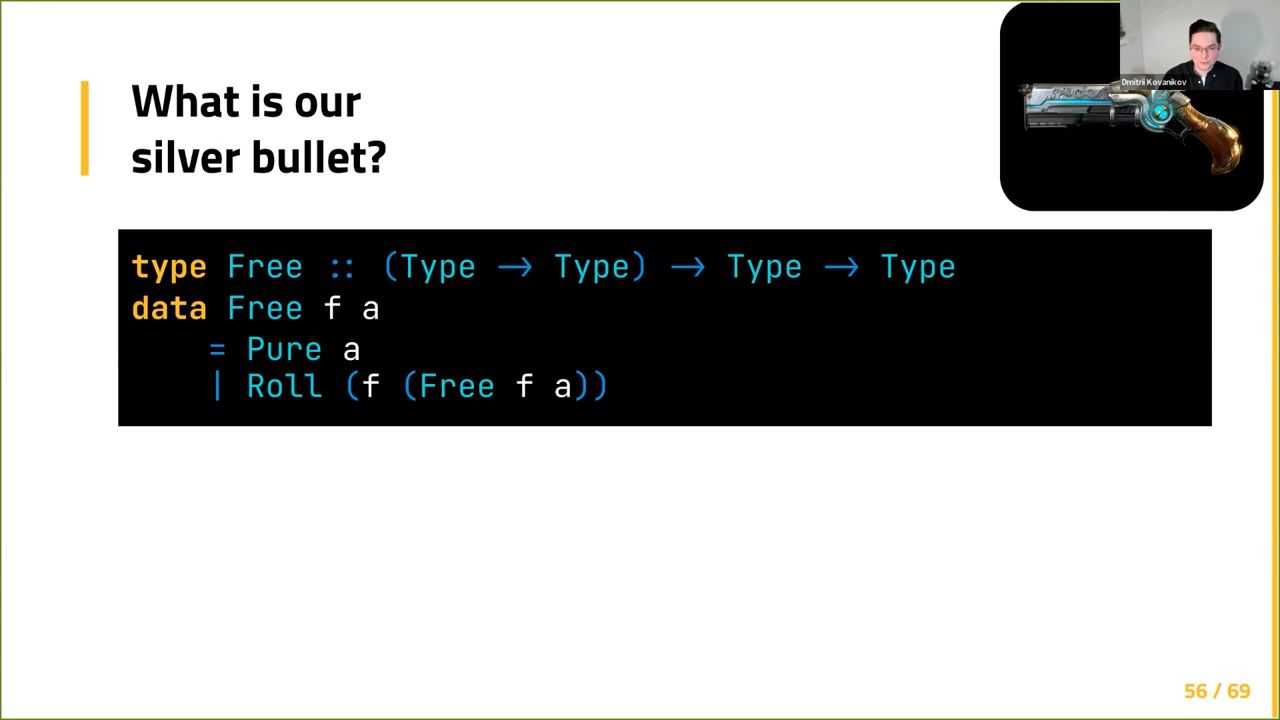 What is our
silver bullet?
Dmitrii Kovanikov
type Free :: (Type → Type) → Type → Type
data Free f a
= Pure a
| Roll (f (Free f a))
56 / 69